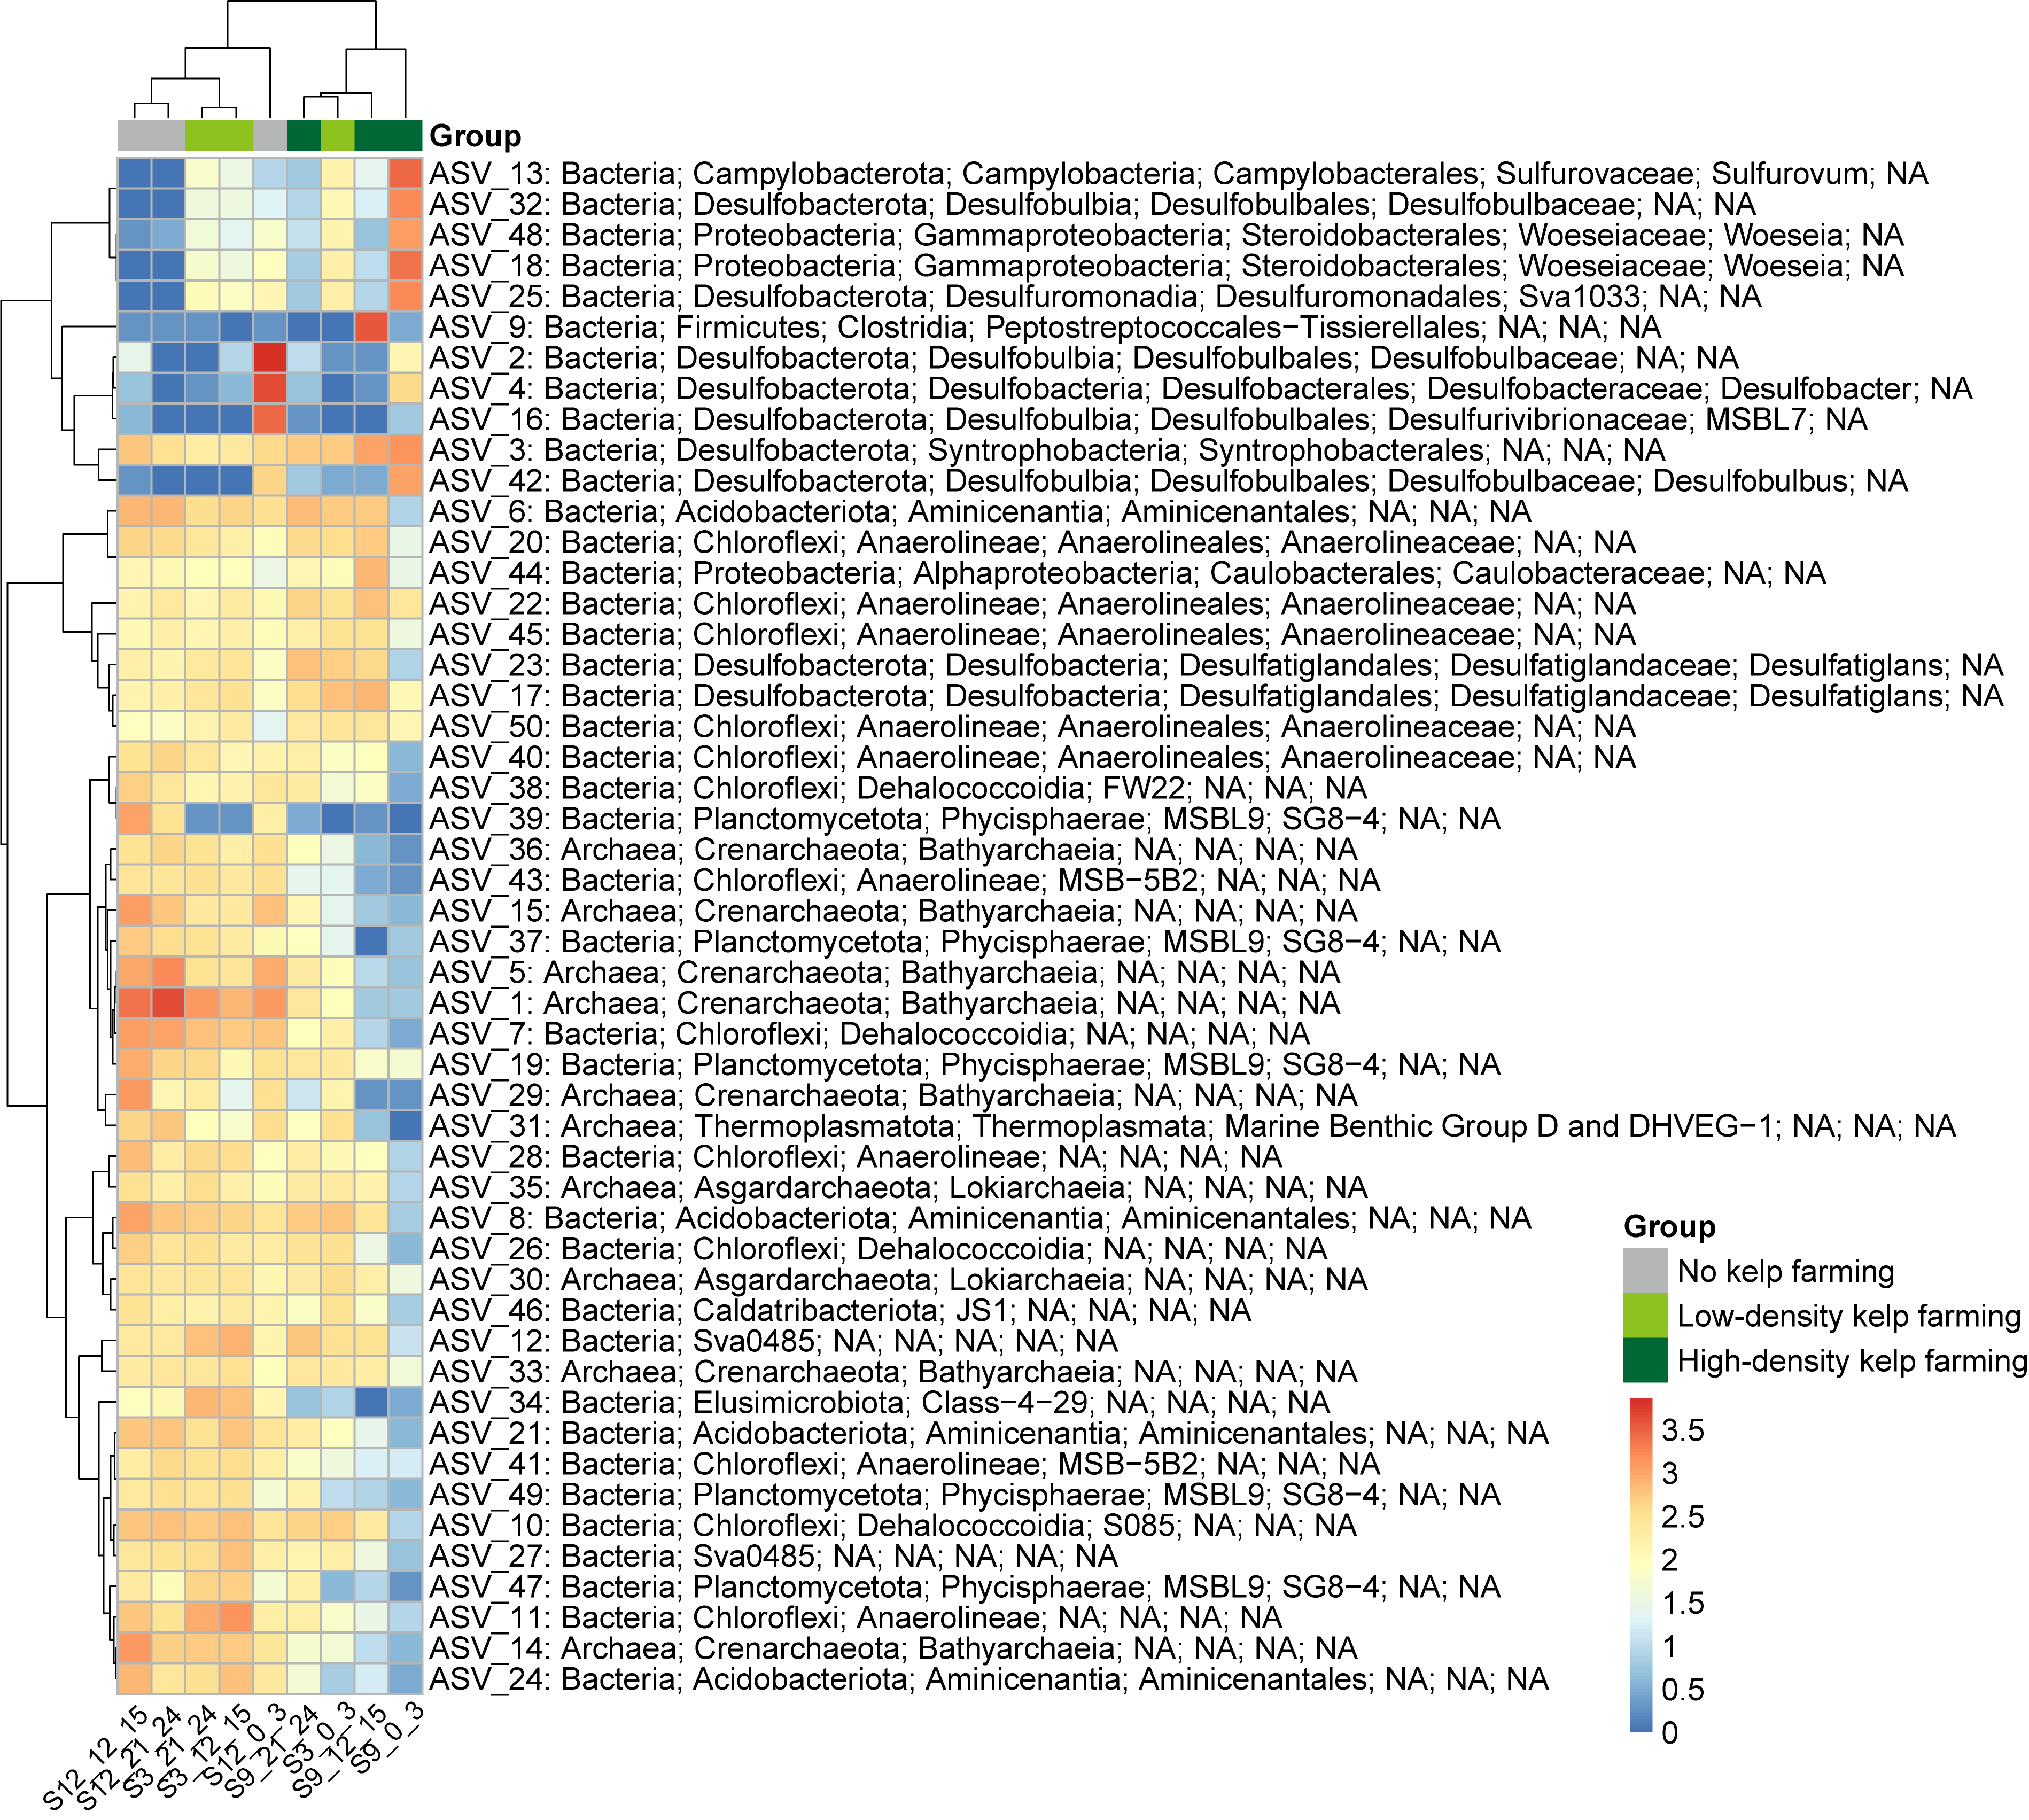 Group
ASV_13: Bacteria; Campylobacterota; Campylobacteria; Campylobacterales; Sulfurovaceae; Sulfurovum; NA
ASV_32: Bacteria; Desulfobacterota; Desulfobulbia; Desulfobulbales; Desulfobulbaceae; NA; NA
ASV_48: Bacteria; Proteobacteria; Gammaproteobacteria; Steroidobacterales; Woeseiaceae; Woeseia; NA
ASV_18: Bacteria; Proteobacteria; Gammaproteobacteria; Steroidobacterales; Woeseiaceae; Woeseia; NA
ASV_25: Bacteria; Desulfobacterota; Desulfuromonadia; Desulfuromonadales; Sva1033; NA; NA
ASV_9: Bacteria; Firmicutes; Clostridia; Peptostreptococcales−Tissierellales; NA; NA; NA
ASV_2: Bacteria; Desulfobacterota; Desulfobulbia; Desulfobulbales; Desulfobulbaceae; NA; NA
ASV_4: Bacteria; Desulfobacterota; Desulfobacteria; Desulfobacterales; Desulfobacteraceae; Desulfobacter; NA
ASV_16: Bacteria; Desulfobacterota; Desulfobulbia; Desulfobulbales; Desulfurivibrionaceae; MSBL7; NA
ASV_3: Bacteria; Desulfobacterota; Syntrophobacteria; Syntrophobacterales; NA; NA; NA
ASV_42: Bacteria; Desulfobacterota; Desulfobulbia; Desulfobulbales; Desulfobulbaceae; Desulfobulbus; NA
ASV_6: Bacteria; Acidobacteriota; Aminicenantia; Aminicenantales; NA; NA; NA
ASV_20: Bacteria; Chloroflexi; Anaerolineae; Anaerolineales; Anaerolineaceae; NA; NA
ASV_44: Bacteria; Proteobacteria; Alphaproteobacteria; Caulobacterales; Caulobacteraceae; NA; NA
ASV_22: Bacteria; Chloroflexi; Anaerolineae; Anaerolineales; Anaerolineaceae; NA; NA
ASV_45: Bacteria; Chloroflexi; Anaerolineae; Anaerolineales; Anaerolineaceae; NA; NA
ASV_23: Bacteria; Desulfobacterota; Desulfobacteria; Desulfatiglandales; Desulfatiglandaceae; Desulfatiglans; NA
ASV_17: Bacteria; Desulfobacterota; Desulfobacteria; Desulfatiglandales; Desulfatiglandaceae; Desulfatiglans; NA
ASV_50: Bacteria; Chloroflexi; Anaerolineae; Anaerolineales; Anaerolineaceae; NA; NA
ASV_40: Bacteria; Chloroflexi; Anaerolineae; Anaerolineales; Anaerolineaceae; NA; NA
ASV_38: Bacteria; Chloroflexi; Dehalococcoidia; FW22; NA; NA; NA
ASV_39: Bacteria; Planctomycetota; Phycisphaerae; MSBL9; SG8−4; NA; NA
ASV_36: Archaea; Crenarchaeota; Bathyarchaeia; NA; NA; NA; NA
ASV_43: Bacteria; Chloroflexi; Anaerolineae; MSB−5B2; NA; NA; NA
ASV_15: Archaea; Crenarchaeota; Bathyarchaeia; NA; NA; NA; NA
ASV_37: Bacteria; Planctomycetota; Phycisphaerae; MSBL9; SG8−4; NA; NA
ASV_5: Archaea; Crenarchaeota; Bathyarchaeia; NA; NA; NA; NA
ASV_1: Archaea; Crenarchaeota; Bathyarchaeia; NA; NA; NA; NA
ASV_7: Bacteria; Chloroflexi; Dehalococcoidia; NA; NA; NA; NA
ASV_19: Bacteria; Planctomycetota; Phycisphaerae; MSBL9; SG8−4; NA; NA
ASV_29: Archaea; Crenarchaeota; Bathyarchaeia; NA; NA; NA; NA
ASV_31: Archaea; Thermoplasmatota; Thermoplasmata; Marine Benthic Group D and DHVEG−1; NA; NA; NA
ASV_28: Bacteria; Chloroflexi; Anaerolineae; NA; NA; NA; NA
ASV_35: Archaea; Asgardarchaeota; Lokiarchaeia; NA; NA; NA; NA
ASV_8: Bacteria; Acidobacteriota; Aminicenantia; Aminicenantales; NA; NA; NA
ASV_26: Bacteria; Chloroflexi; Dehalococcoidia; NA; NA; NA; NA
ASV_30: Archaea; Asgardarchaeota; Lokiarchaeia; NA; NA; NA; NA
ASV_46: Bacteria; Caldatribacteriota; JS1; NA; NA; NA; NA
ASV_12: Bacteria; Sva0485; NA; NA; NA; NA; NA
ASV_33: Archaea; Crenarchaeota; Bathyarchaeia; NA; NA; NA; NA
ASV_34: Bacteria; Elusimicrobiota; Class−4−29; NA; NA; NA; NA
ASV_21: Bacteria; Acidobacteriota; Aminicenantia; Aminicenantales; NA; NA; NA
ASV_41: Bacteria; Chloroflexi; Anaerolineae; MSB−5B2; NA; NA; NA
ASV_49: Bacteria; Planctomycetota; Phycisphaerae; MSBL9; SG8−4; NA; NA
ASV_10: Bacteria; Chloroflexi; Dehalococcoidia; S085; NA; NA; NA
ASV_27: Bacteria; Sva0485; NA; NA; NA; NA; NA
ASV_47: Bacteria; Planctomycetota; Phycisphaerae; MSBL9; SG8−4; NA; NA
ASV_11: Bacteria; Chloroflexi; Anaerolineae; NA; NA; NA; NA
ASV_14: Archaea; Crenarchaeota; Bathyarchaeia; NA; NA; NA; NA
ASV_24: Bacteria; Acidobacteriota; Aminicenantia; Aminicenantales; NA; NA; NA
S12_12_15
S12_21_24
S3_21_24
S3_12_15
S12_0_3
S9_21_24
S3_0_3
S9_12_15
S9_0_3
Group
No kelp farming
Low-density kelp farming
High-density kelp farming
3.5
3
2.5
2
1.5
1
0.5
0